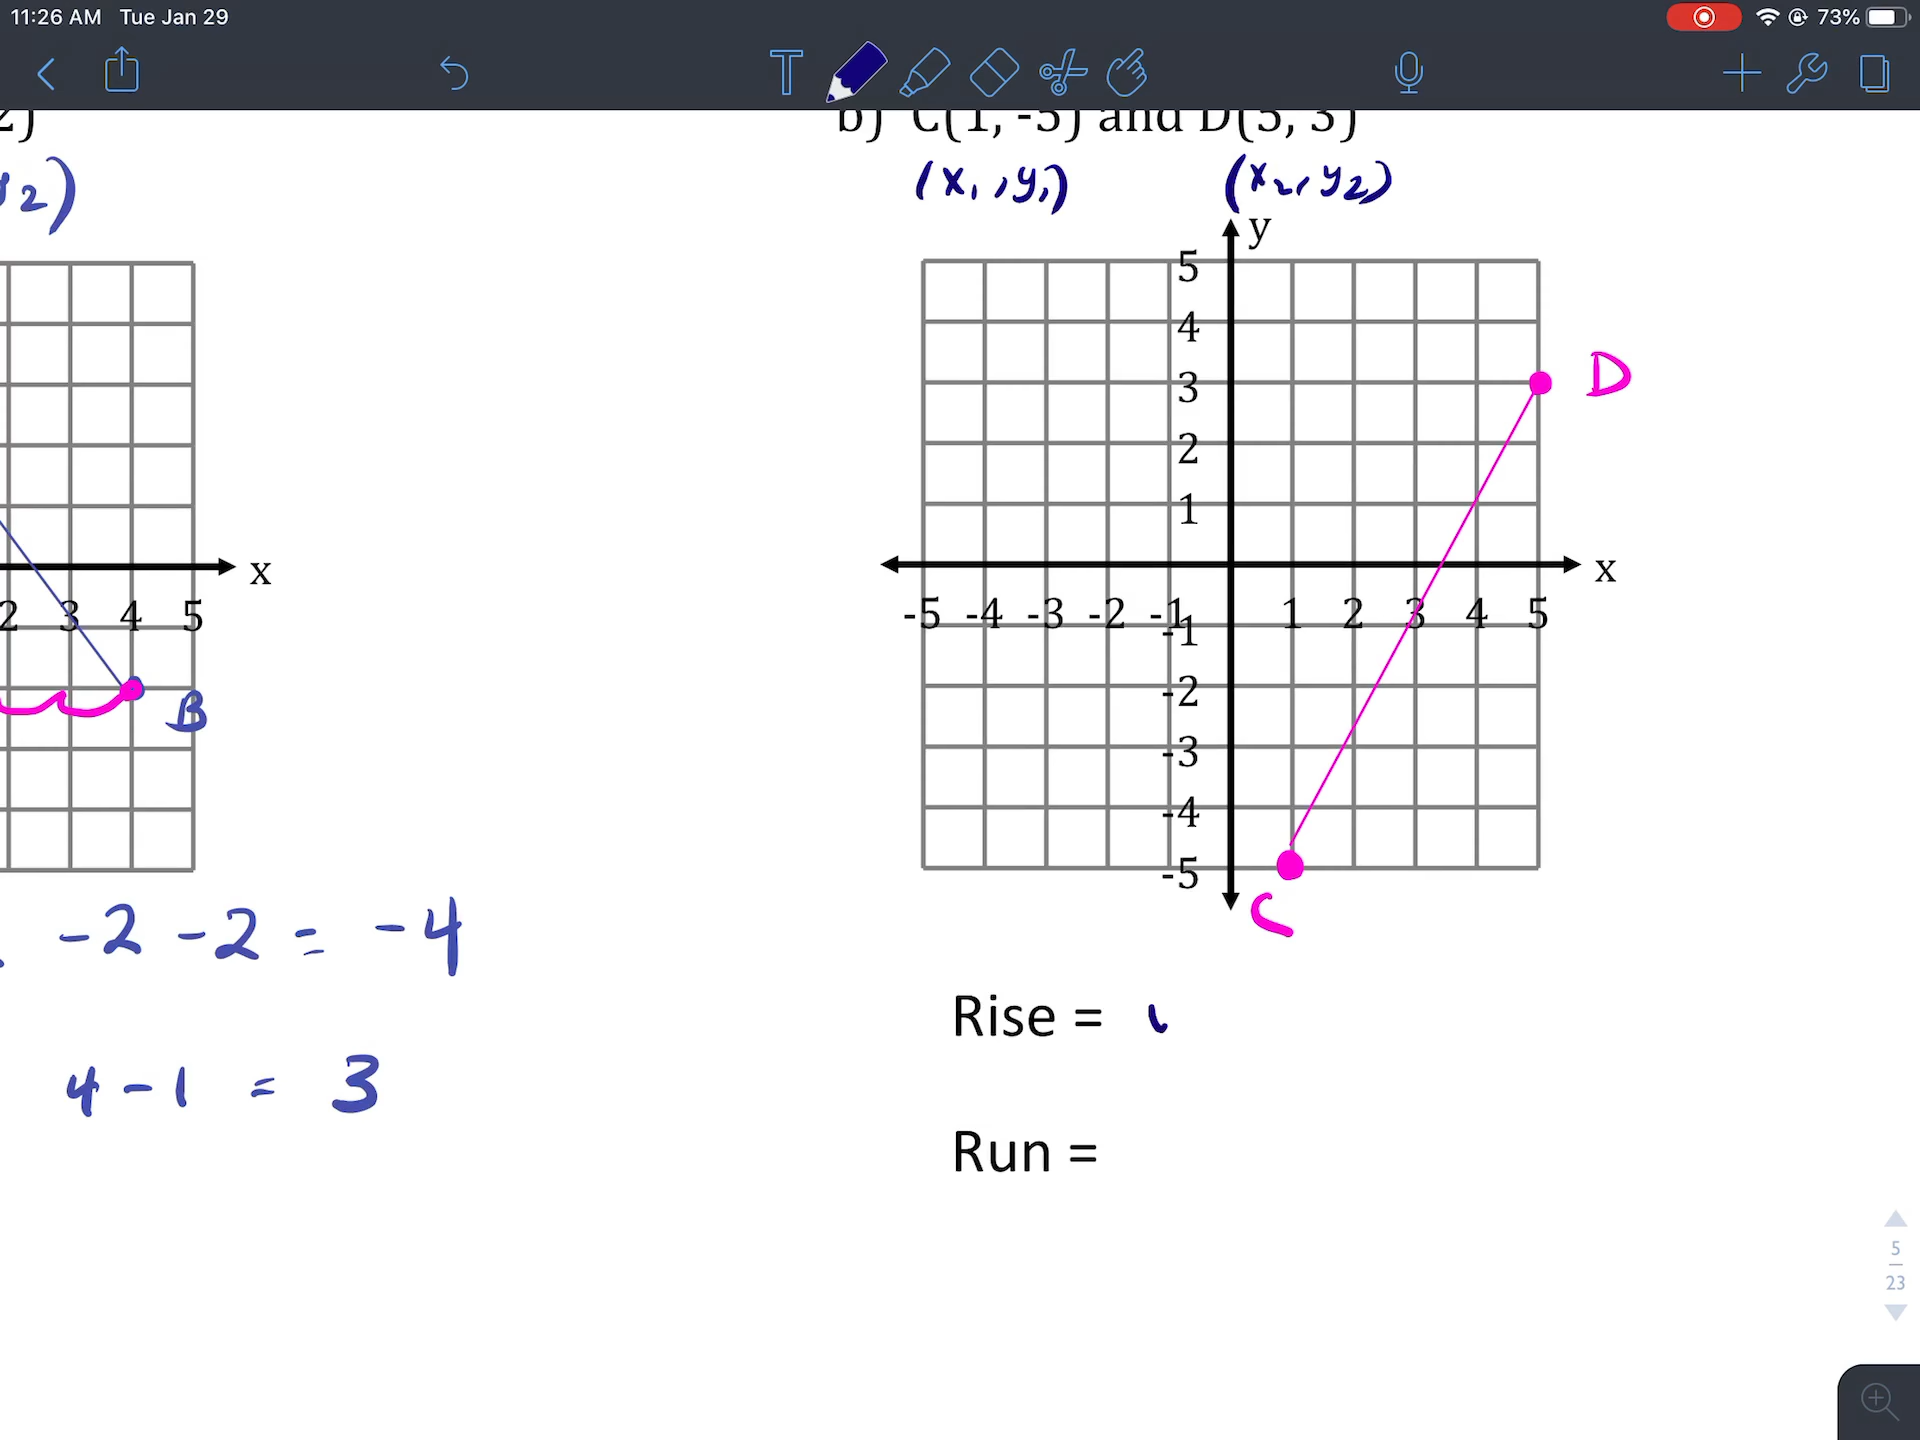 11:26 AM Tue Jan 29
73%
T
2)
y2)
2 3 4 5
x
B
-2 -2 = -4
4 - 1 = 3
b) C(1, -5) and D(5, 3)
(x1, y1) (x2, y2)
y
5
4
3
2
1
x
-5 -4 -3 -2 -1 1 2 3 4 5
-1
-2
-3
-4
-5
D
C
Rise =
Run =
5
23